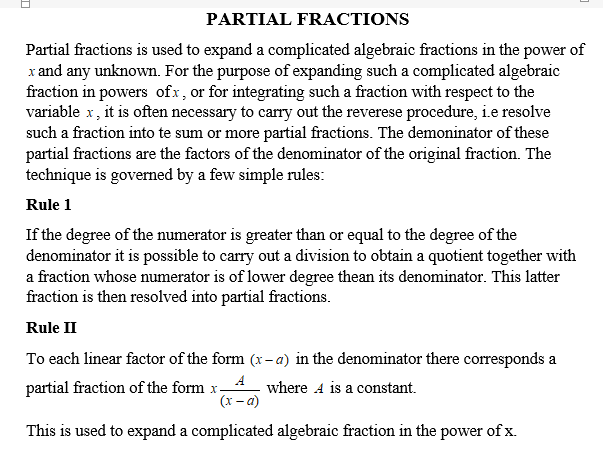 PARTIAL FRACTIONS
Partial fractions is used to expand a complicated algebraic fractions in the power of
x and any unknown. For the purpose of expanding such a complicated algebraic
fraction in powers of x, or for integrating such a fraction with respect to the
variable x, it is often necessary to carry out the reverese procedure, i.e resolve
such a fraction into te sum or more partial fractions. The demoninator of these
partial fractions are the factors of the denominator of the original fraction. The
technique is governed by a few simple rules:
Rule 1
If the degree of the numerator is greater than or equal to the degree of the
denominator it is possible to carry out a division to obtain a quotient together with
a fraction whose numerator is of lower degree thean its denominator. This latter
fraction is then resolved into partial fractions.
Rule II
To each linear factor of the form (x – a) in the denominator there corresponds a
partial fraction of the form x A/(x – a) where A is a constant.
This is used to expand a complicated algebraic fraction in the power of x.